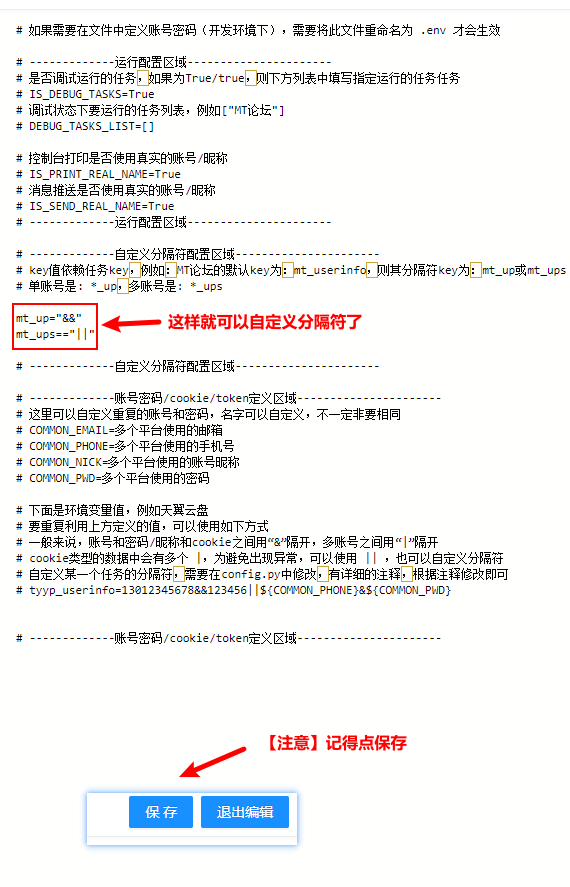 # 如果需要在文件中定义账号密码（开发环境下），需要将此文件重命名为 .env 才会生效
# -------------运行配置区域----------------------
# 是否调试运行的任务，如果为True/true，则下方列表中填写指定运行的任务任务
# IS_DEBUG_TASKS=True
# 调试状态下要运行的任务列表，例如["MT论坛"]
# DEBUG_TASKS_LIST=[]
# 控制台打印是否使用真实的账号/昵称
# IS_PRINT_REAL_NAME=True
# 消息推送是否使用真实的账号/昵称
# IS_SEND_REAL_NAME=True
# -------------运行配置区域----------------------
# -------------自定义分隔符配置区域----------------------
# key值依赖任务key，例如：MT论坛的默认key为：mt_userinfo，则其分隔符key为：mt_up或mt_ups
# 单账号是: *_up，多账号是: *_ups
mt_up="&&"
mt_ups=="||"
这样就可以自定义分隔符了
# -------------自定义分隔符配置区域----------------------
# -------------账号密码/cookie/token定义区域----------------------
# 这里可以自定义重复的账号和密码，名字可以自定义，不一定非要相同
# COMMON_EMAIL=多个平台使用的邮箱
# COMMON_PHONE=多个平台使用的手机号
# COMMON_NICK=多个平台使用的账号昵称
# COMMON_PWD=多个平台使用的密码
# 下面是环境变量值，例如天翼云盘
# 要重复利用上方定义的值，可以使用如下方式
# 一般来说，账号和密码/昵称和cookie之间用“&”隔开，多账号之间用“|”隔开
# cookie类型的数据中会有多个 |，为避免出现异常，可以使用 || ，也可以自定义分隔符
# 自定义某一个任务的分隔符，需要在config.py中修改，有详细的注释，根据注释修改即可
# tyyp_userinfo=13012345678&&123456||${COMMON_PHONE}&${COMMON_PWD}
# -------------账号密码/cookie/token定义区域----------------------
【注意】记得点保存
保 存
退出编辑